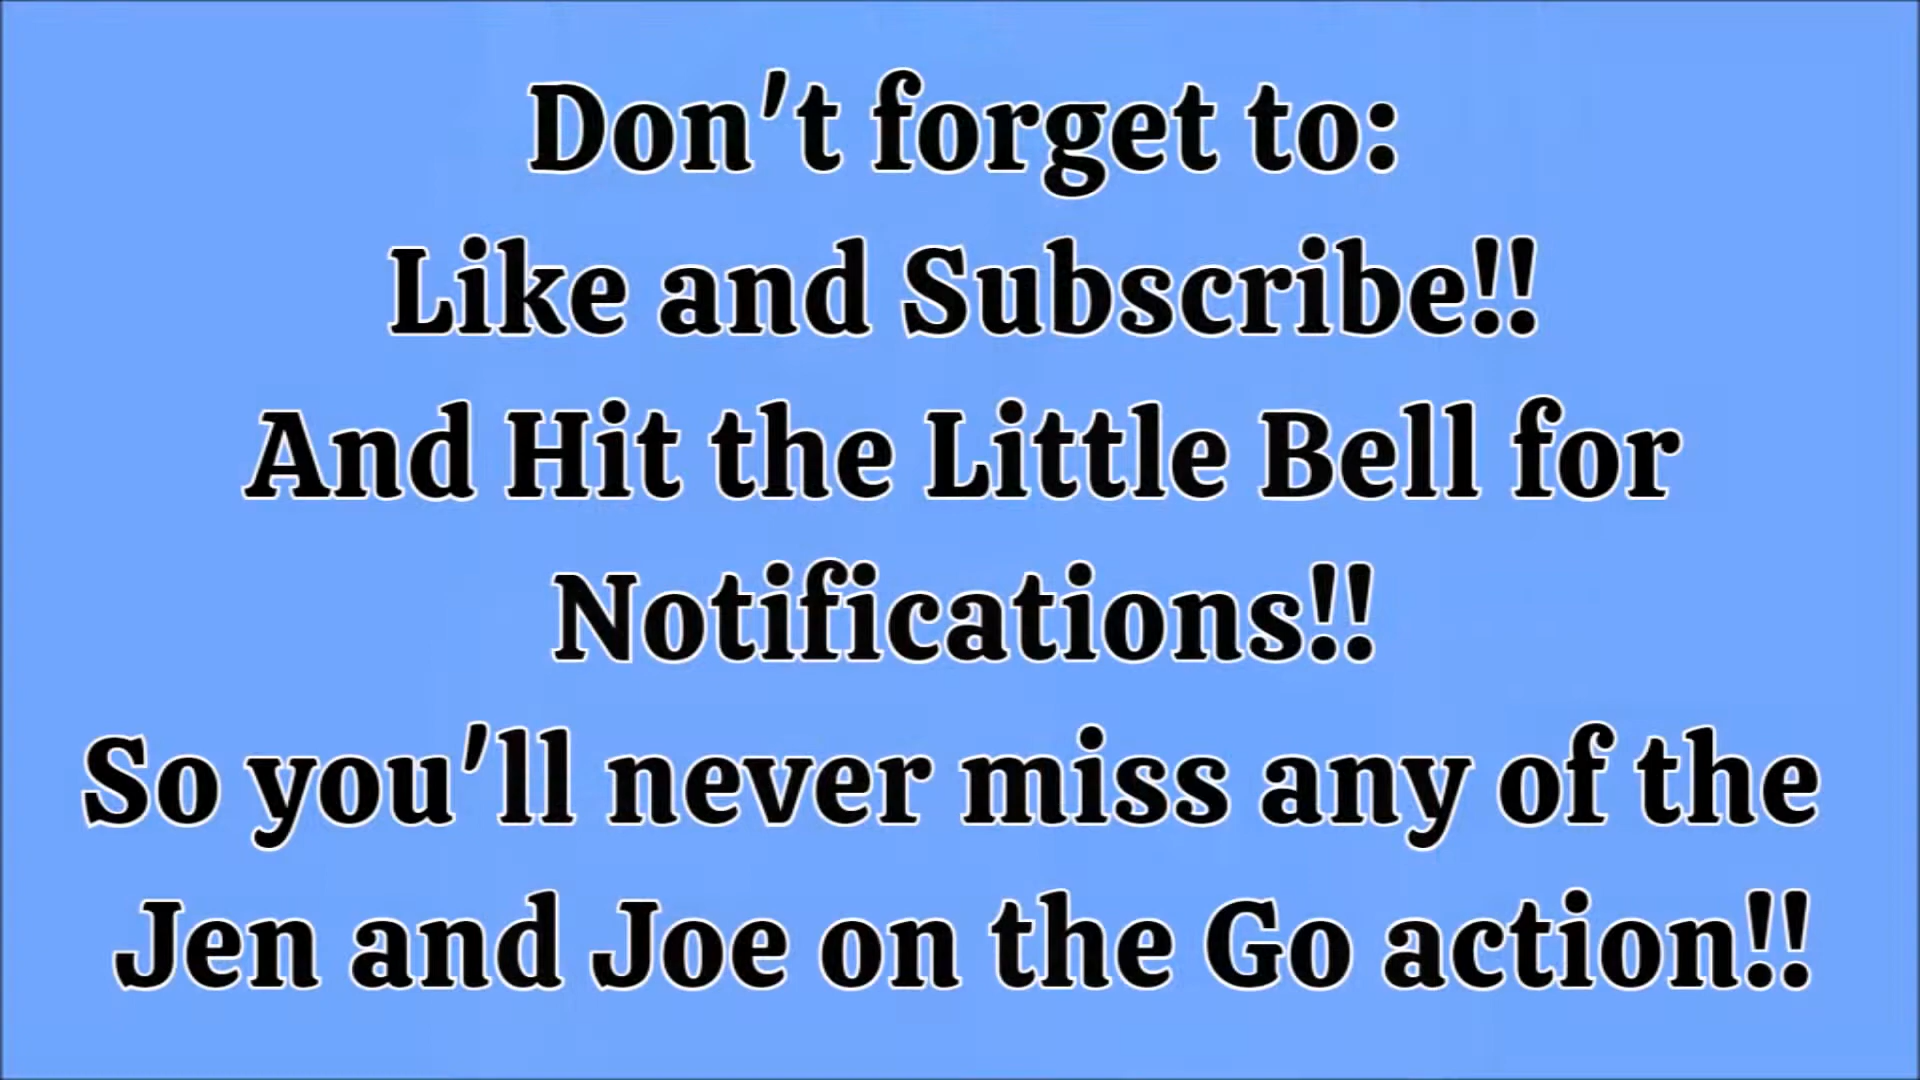 Don't forget to:
Like and Subscribe!!
And Hit the Little Bell for
Notifications!!
So you'll never miss any of the
Jen and Joe on the Go action!!